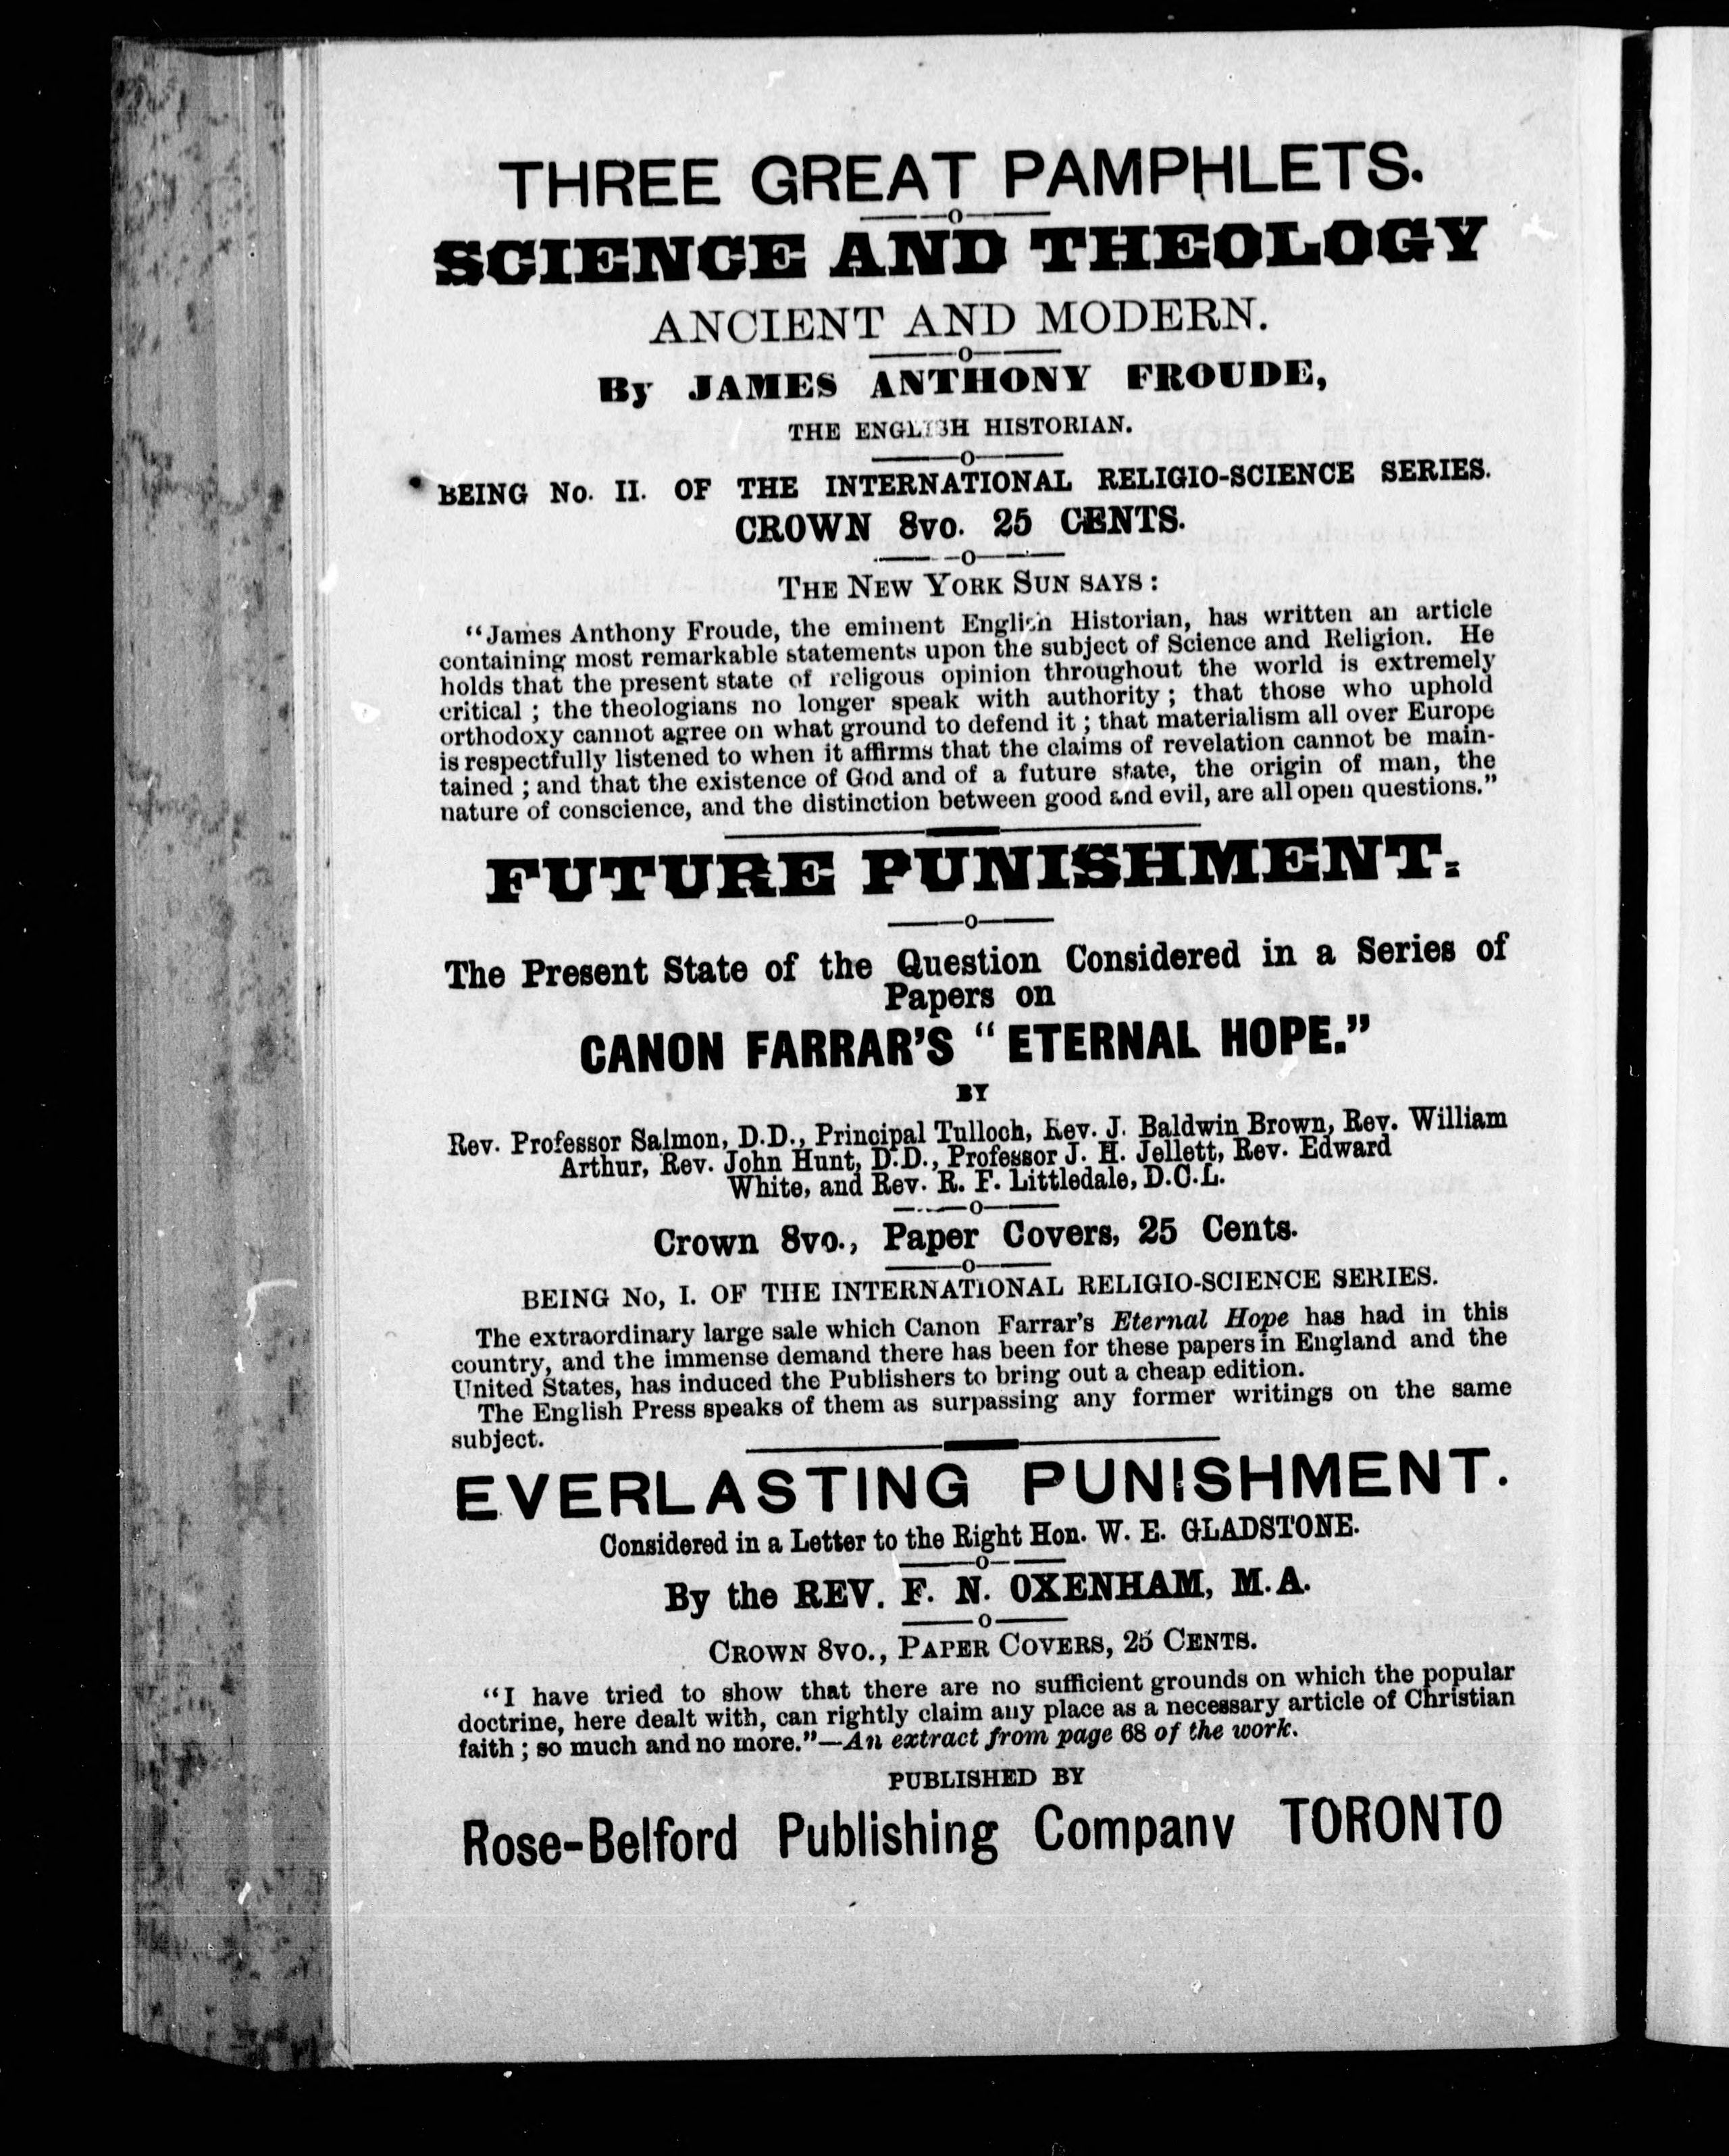 THREE GREAT PAMPHLETS.
SCIENCE AND THEOLOGY
ANCIENT AND MODERN.
By JAMES ANTHONY FROUDE,
THE ENGLISH HISTORIAN.
BEING No. II. OF THE INTERNATIONAL RELIGIO-SCIENCE SERIES.
CROWN 8vo. 25 CENTS.
THE NEW YORK SUN SAYS:
"James Anthony Froude, the eminent English Historian, has written an article
containing most remarkable statements upon the subject of Science and Religion. He
holds that the present state of religous opinion throughout the world is extremely
critical ; the theologians no longer speak with authority ; that those who uphold
orthodoxy cannot agree on what ground to defend it ; that materialism all over Europe
is respectfully listened to when it affirms that the claims of revelation cannot be main-
tained ; and that the existence of God and of a future state, the origin of man, the
nature of conscience, and the distinction between good and evil, are all open questions."
FUTURE PUNISHMENT.
The Present State of the Question Considered in a Series of
Papers on
CANON FARRAR'S "ETERNAL HOPE."
BY
Rev. Professor Salmon, D.D., Principal Tulloch, Rev. J. Baldwin Brown, Rev. William
Arthur, Rev. John Hunt, D.D., Professor J. H. Jellett, Rev. Edward
White, and Rev. R. F. Littledale, D.C.L.
Crown 8vo., Paper Covers, 25 Cents.
BEING No, I. OF THE INTERNATIONAL RELIGIO-SCIENCE SERIES.
The extraordinary large sale which Canon Farrar's Eternal Hope has had in this
country, and the immense demand there has been for these papers in England and the
United States, has induced the Publishers to bring out a cheap edition.
The English Press speaks of them as surpassing any former writings on the same
subject.
EVERLASTING PUNISHMENT.
Considered in a Letter to the Right Hon. W. E. GLADSTONE.
By the REV. F. N. OXENHAM, M.A.
CROWN 8VO., PAPER COVERS, 25 CENTS.
"I have tried to show that there are no sufficient grounds on which the popular
doctrine, here dealt with, can rightly claim any place as a necessary article of Christian
faith ; so much and no more."—An extract from page 68 of the work.
PUBLISHED BY
Rose-Belford Publishing Company TORONTO